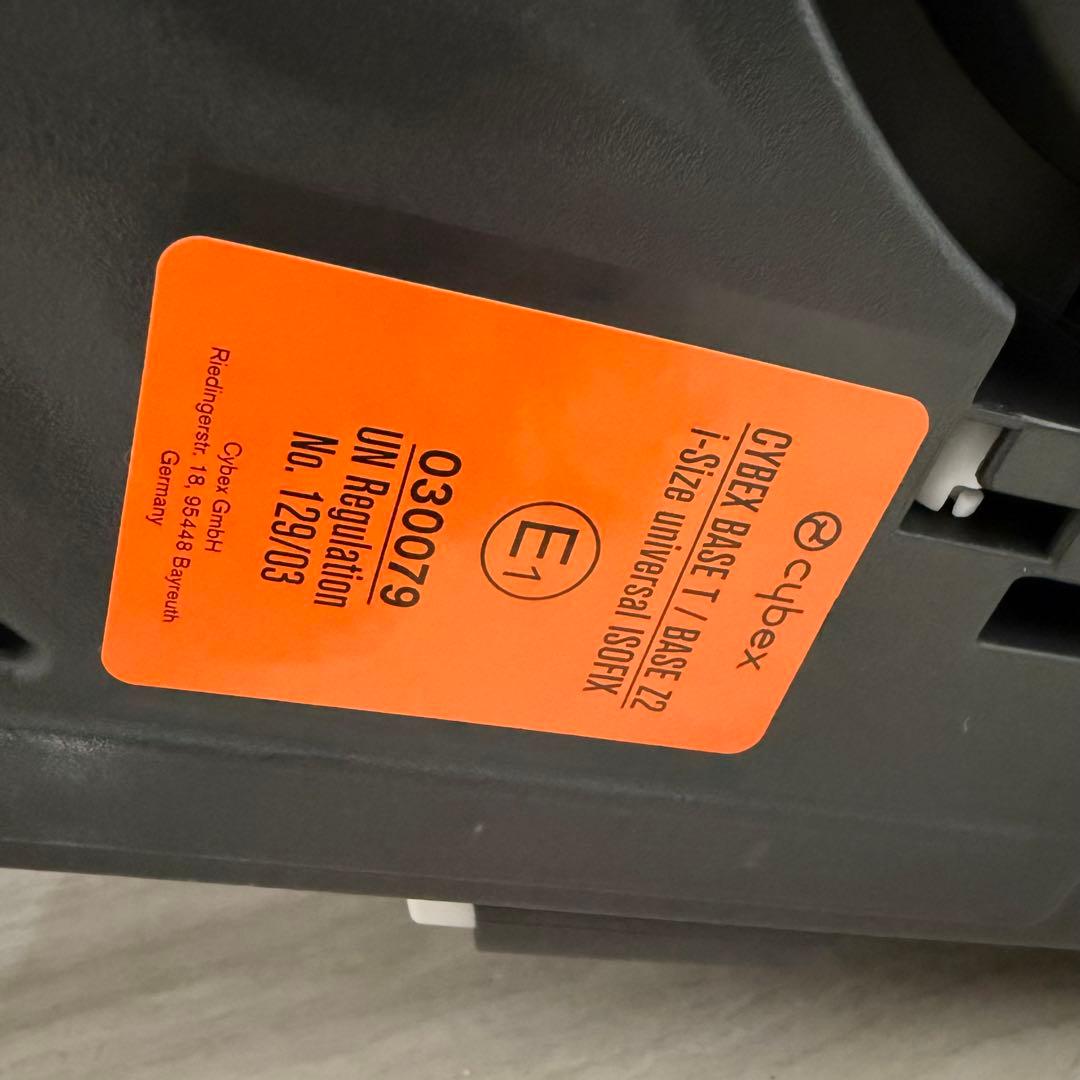 cybex
CYBEX BASE T / BASE Z2
i-Size universal ISOFIX
E1
030079
UN Regulation
No. 129/03
Cybex GmbH
Riedingerstr. 18, 95448 Bayreuth
Germany